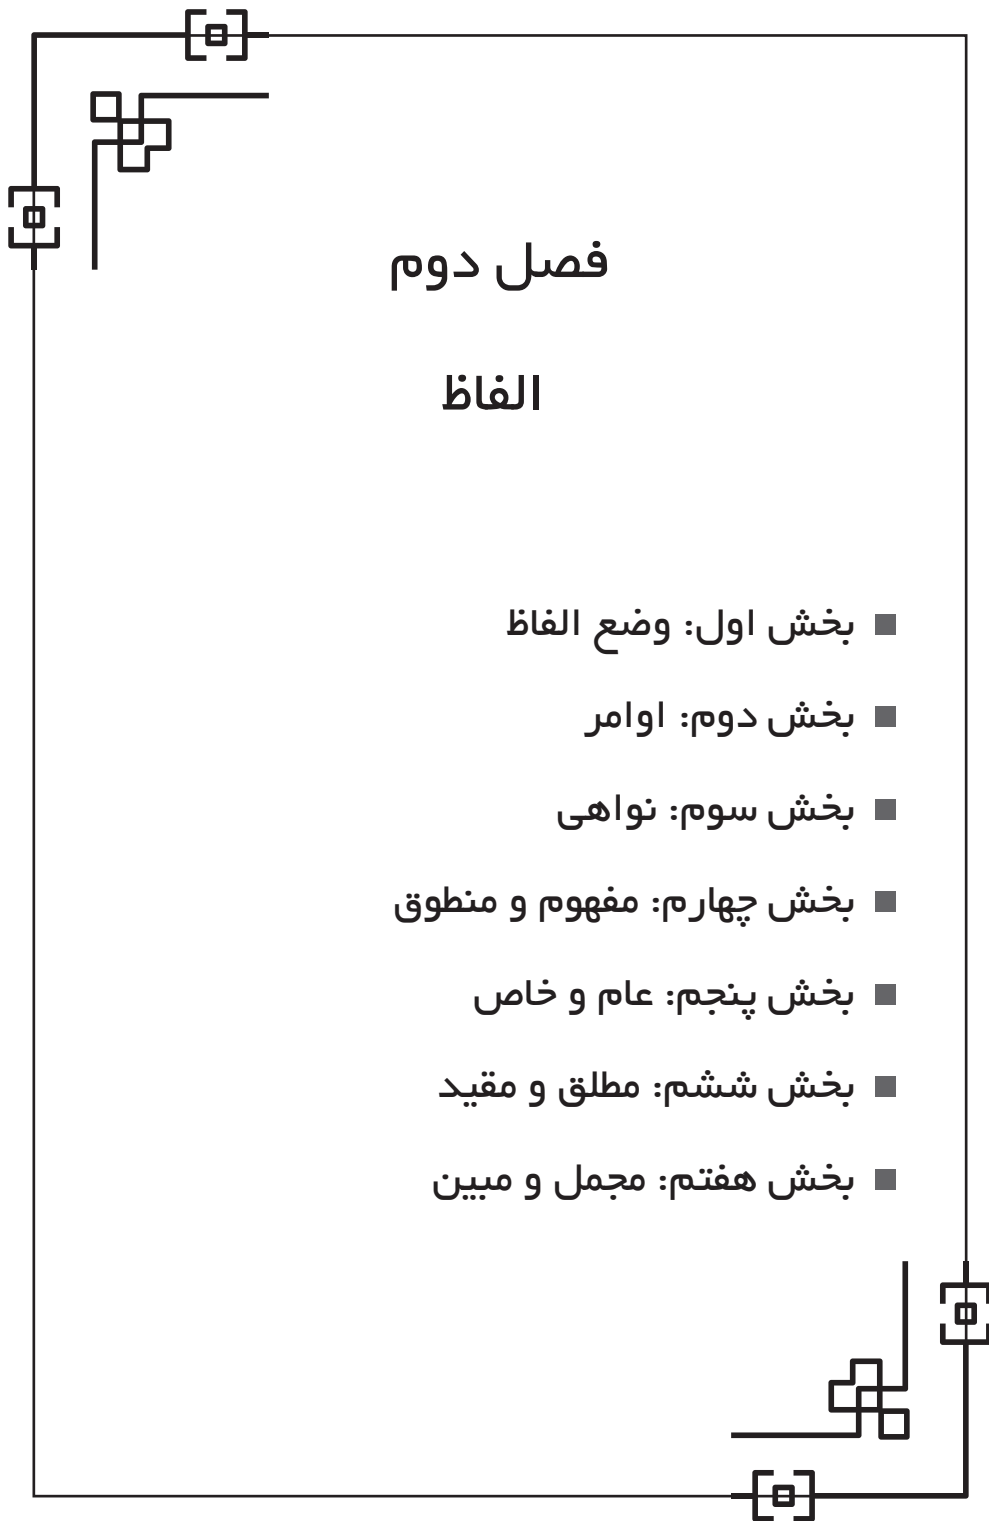 فصل دوم
الفاظ
بخش اول: وضع الفاظ
بخش دوم: اوامر
بخش سوم: نواهی
بخش چهارم: مفهوم و منطوق
بخش پنجم: عام و خاص
بخش ششم: مطلق و مقید
بخش هفتم: مجمل و مبین